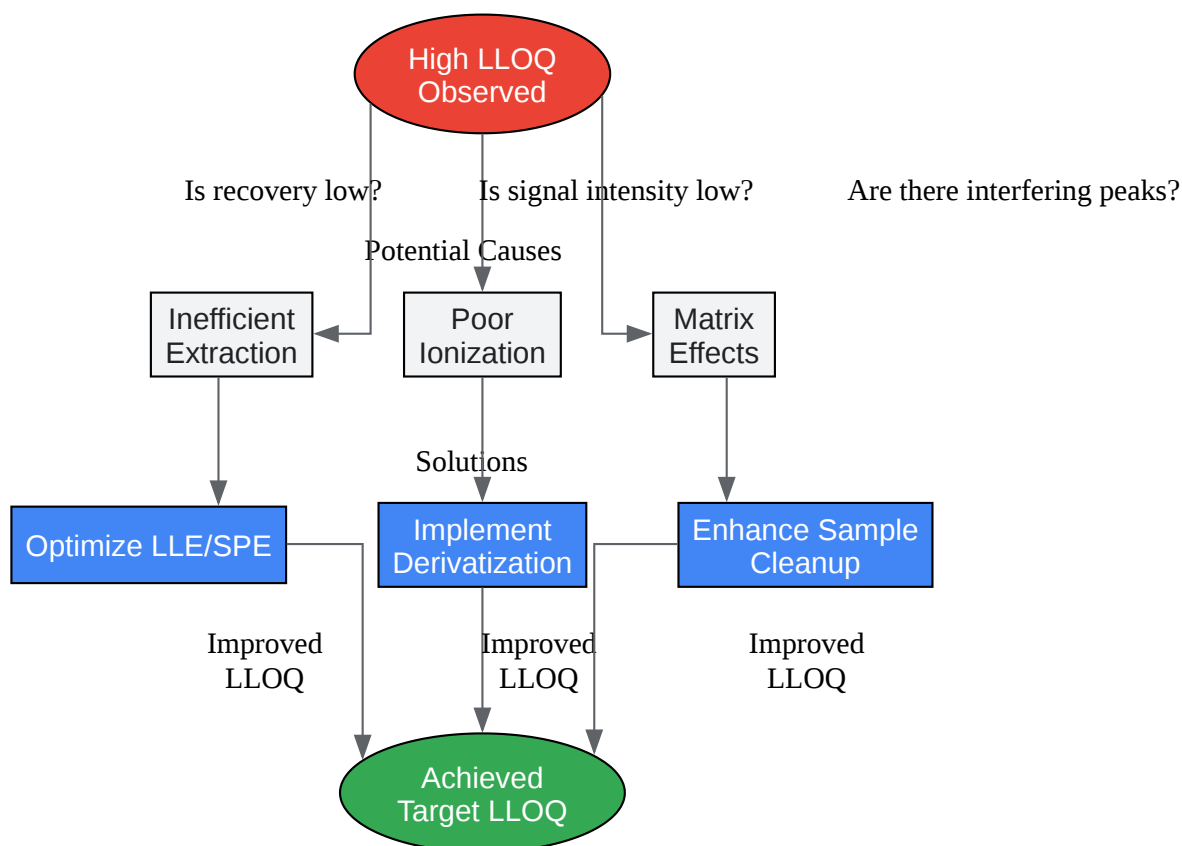 High LLOQ
Observed
Is recovery low?
Is signal intensity low?
Are there interfering peaks?
Potential Causes
Inefficient
Extraction
Poor
Ionization
Matrix
Effects
Solutions
Optimize LLE/SPE
Implement
Derivatization
Enhance Sample
Cleanup
Improved
LLOQ
Improved
LLOQ
Improved
LLOQ
Achieved
Target LLOQ